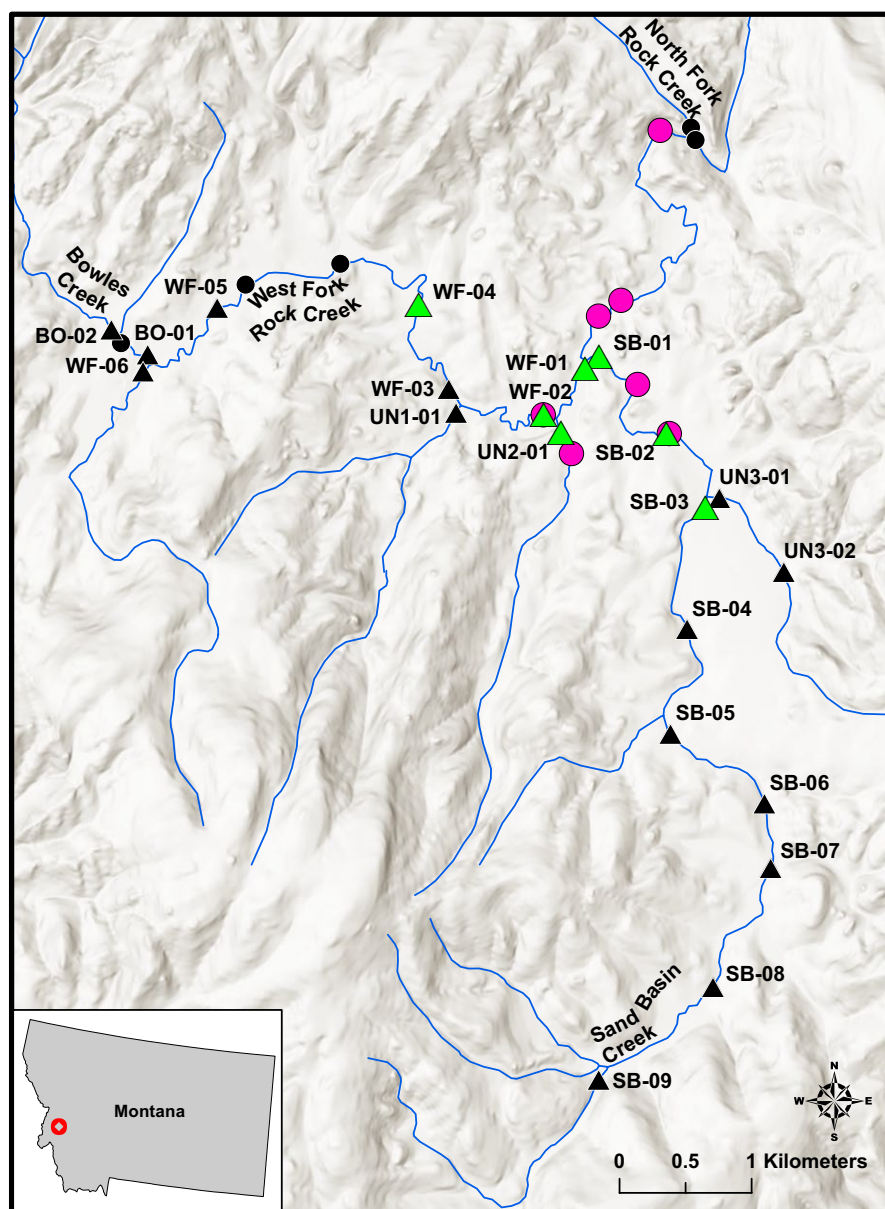 North Fork
Rock Creek
Bowles
Creek
WF-05
West Fork
Rock Creek
WF-04
BO-02
BO-01
WF-06
SB-01
WF-01
WF-03
WF-02
UN1-01
UN2-01
SB-02
UN3-01
SB-03
UN3-02
SB-04
SB-05
SB-06
SB-07
SB-08
Sand Basin
Creek
SB-09
Montana
N
W
E
S
0 0.5 1 Kilometers